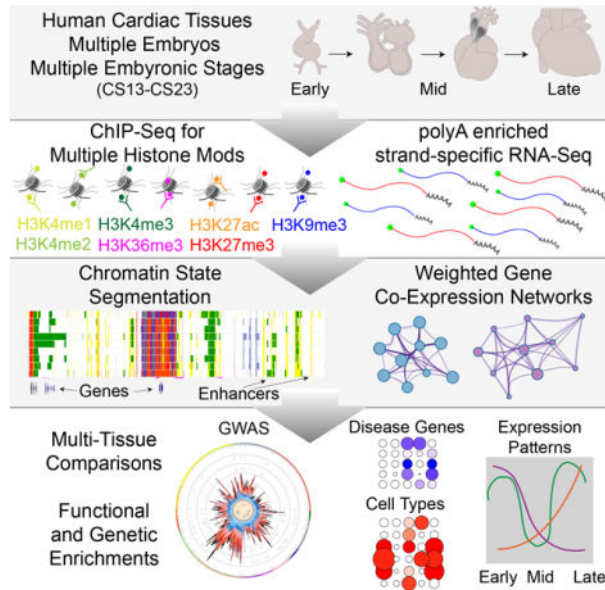 Human Cardiac Tissues
Multiple Embryos
Multiple Embyronic Stages
(CS13-CS23)
Early
Mid
Late
ChIP-Seq for
Multiple Histone Mods
H3K4me1
H3K4me3
H3K27ac
H3K9me3
H3K4me2
H3K36me3
H3K27me3
polyA enriched
strand-specific RNA-Seq
Chromatin State
Segmentation
Genes
Enhancers
Weighted Gene
Co-Expression Networks
Multi-Tissue
Comparisons
Functional
and Genetic
Enrichments
GWAS
Disease Genes
Cell Types
Expression
Patterns
Early Mid Late